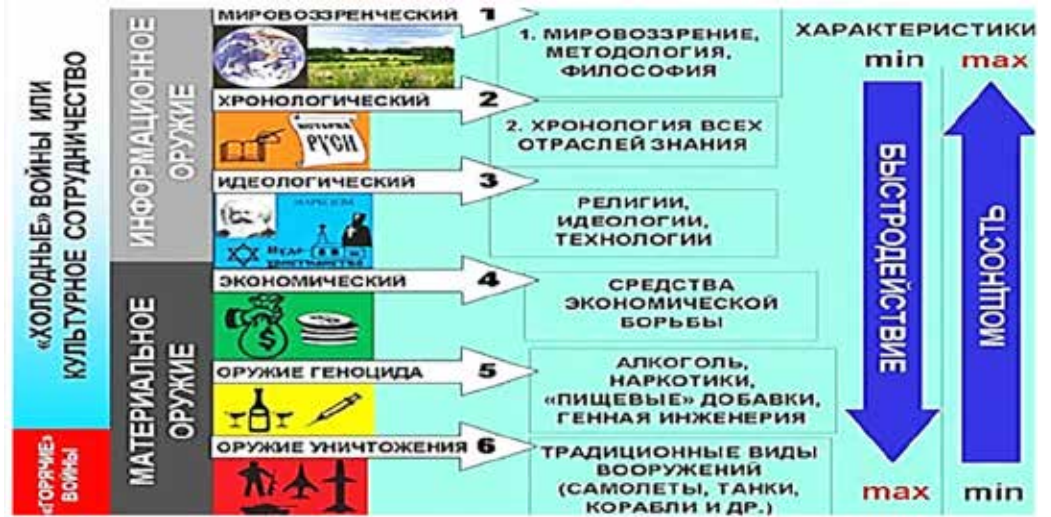 «ХОЛОДНЫЕ» ВОЙНЫ ИЛИ
КУЛЬТУРНОЕ СОТРУДНИЧЕСТВО
«ГОРЯЧИЕ»
ВОЙНЫ
ИНФОРМАЦИОННОЕ
ОРУЖИЕ
МАТЕРИАЛЬНОЕ
ОРУЖИЕ
МИРОВОЗЗРЕНЧЕСКИЙ 1
1. МИРОВОЗЗРЕНИЕ,
МЕТОДОЛОГИЯ,
ФИЛОСОФИЯ
ХРОНОЛОГИЧЕСКИЙ 2
ИСТОРИЯ
РУСИ
2. ХРОНОЛОГИЯ ВСЕХ
ОТРАСЛЕЙ ЗНАНИЯ
ИДЕОЛОГИЧЕСКИЙ 3
МАРКСИЗМ
РЕЛИГИИ,
ИДЕОЛОГИИ,
ТЕХНОЛОГИИ
ЭКОНОМИЧЕСКИЙ 4
$
СРЕДСТВА
ЭКОНОМИЧЕСКОЙ
БОРЬБЫ
ОРУЖИЕ ГЕНОЦИДА 5
АЛКОГОЛЬ,
НАРКОТИКИ,
«ПИЩЕВЫЕ» ДОБАВКИ,
ГЕННАЯ ИНЖЕНЕРИЯ
ОРУЖИЕ УНИЧТОЖЕНИЯ 6
ТРАДИЦИОННЫЕ ВИДЫ
ВООРУЖЕНИЙ
(САМОЛЕТЫ, ТАНКИ,
КОРАБЛИ И ДР.)
ХАРАКТЕРИСТИКИ
min max
БЫСТРОДЕЙСТВИЕ
МОЩНОСТЬ
max min